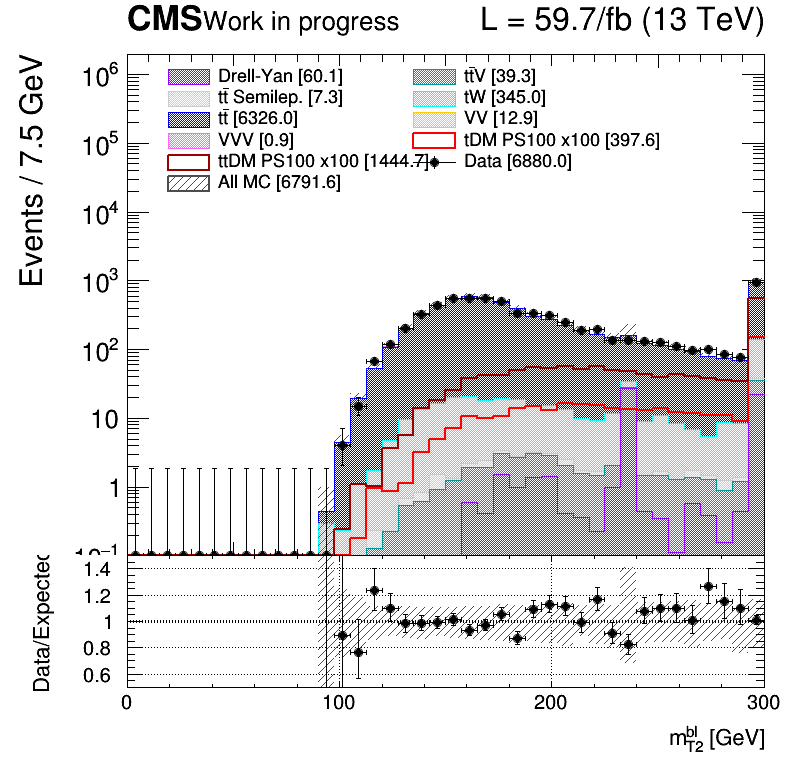 CMS Work in progress L = 59.7/fb (13 TeV)
Events / 7.5 GeV
10⁶
10⁵
10⁴
10³
10²
10
1
10⁻¹
Drell-Yan [60.1]
tt̄V [39.3]
tt̄ Semilep. [7.3]
tW [345.0]
tt̄ [6326.0]
VV [12.9]
VVV [0.9]
tDM PS100 x100 [397.6]
ttDM PS100 x100 [1444.7]
Data [6880.0]
All MC [6791.6]
Data/Expected
1.4
1.2
1
0.8
0.6
0 100 200 300
m_{T2}^{bl} [GeV]